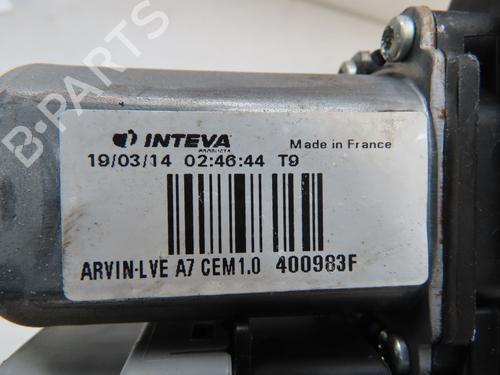 INTEVA
PRODUCTS
Made in France
19/03/14 02:46:44 T9
ARVIN-LVE A7 CEM1.0 400983F
B-PARTS